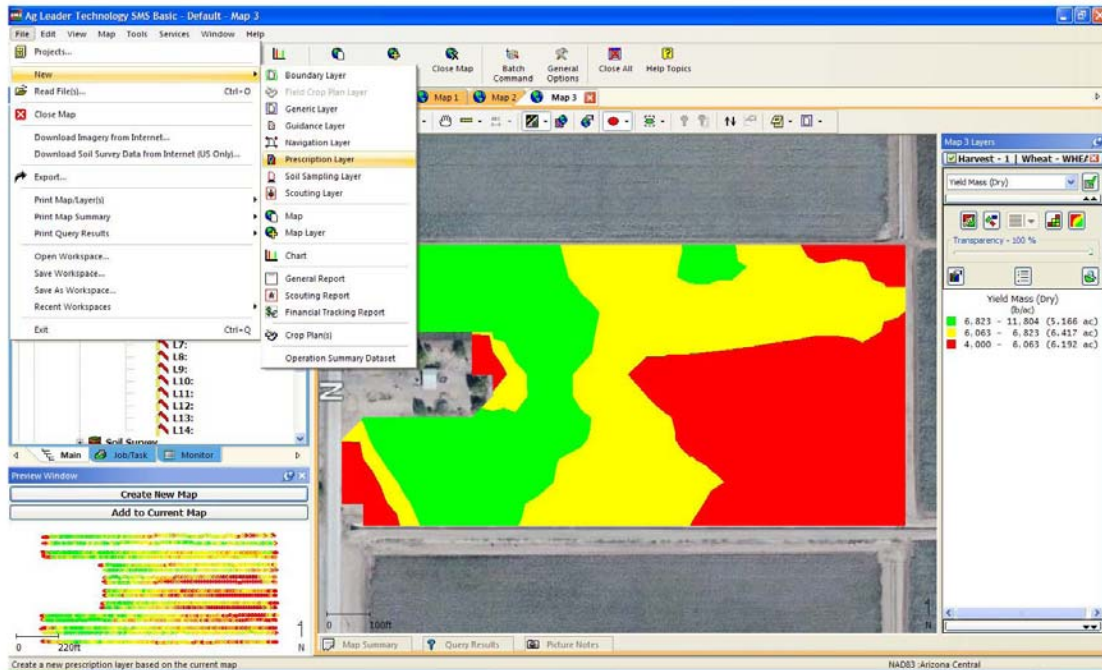 Ag Leader Technology SMS Basic - Default - Map 3
File Edit View Map Tools Services Window Help
Projects...
New
Read File(s)... Ctrl+O
Close Map
Download Imagery from Internet...
Download Soil Survey Data from Internet (US Only)...
Export...
Print Map/Layer(s)
Print Map Summary
Print Query Results
Open Workspace...
Save Workspace...
Save As Workspace...
Recent Workspaces
Exit Ctrl+Q
Boundary Layer
Field Crop Plan Layer
Generic Layer
Guidance Layer
Navigation Layer
Prescription Layer
Soil Sampling Layer
Scouting Layer
Map
Map Layer
Chart
General Report
Scouting Report
Financial Tracking Report
Crop Plan(s)
Operation Summary Dataset
Close Map
Batch Command
General Options
Close All
Help Topics
Map 1 Map 2 Map 3
L7:
L8:
L9:
L10:
L11:
L12:
L13:
L14:
Soil Survey
Main Job/Task Monitor
Preview Window
Create New Map
Add to Current Map
0 220ft N
N
0 100ft N
Map 3 Layers
Harvest - 1 | Wheat - WHEA
Yield Mass (Dry)
Transparency - 100 %
Yield Mass (Dry)
(lb/ac)
6,823 - 11,804 (5.166 ac)
6,063 - 6,823 (6.417 ac)
4,000 - 6,063 (6.192 ac)
Map Summary Query Results Picture Notes
Create a new prescription layer based on the current map
NAD83 :Arizona Central